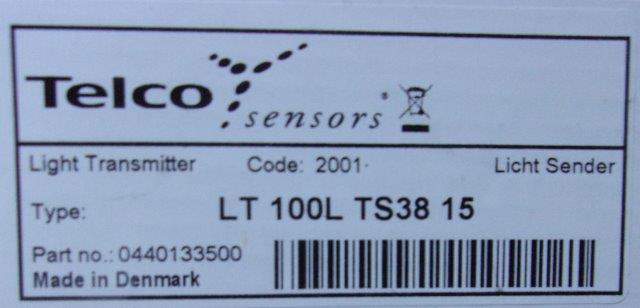 Telco sensors
Light Transmitter Code: 2001 Licht Sender
Type: LT 100L TS38 15
Part no.: 0440133500
Made in Denmark